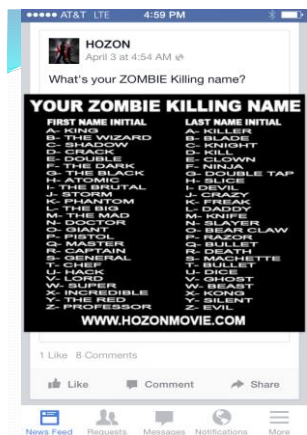 AT&T LTE 4:59 PM
HOZON
April 3 at 4:54 AM
What's your ZOMBIE Killing name?
YOUR ZOMBIE KILLING NAME
FIRST NAME INITIAL
A- KING
B- THE WIZARD
C- SHADOW
D- CRACK
E- DOUBLE
F- THE DARK
G- THE BLACK
H- ATOMIC
I- THE BRUTAL
J- STORM
K- PHANTOM
L- THE BIG
M- THE MAD
N- DOCTOR
O- GIANT
P- PISTOL
Q- MASTER
R- CAPTAIN
S- GENERAL
T- CHEF
U- HACK
V- LORD
W- SUPER
X- INCREDIBLE
Y- THE RED
Z- PROFESSOR
LAST NAME INITIAL
A- KILLER
B- BLADE
C- KNIGHT
D- KILL
E- CLOWN
F- NINJA
G- DOUBLE TAP
H- SLICE
I- DEVIL
J- CRAZY
K- FREAK
L- DADDY
M- KNIFE
N- SLAYER
O- BEAR CLAW
P- RAZOR
Q- BULLET
R- DEATH
S- MACHETTE
T- BULLET
U- DICE
V- GHOST
W- BEAST
X- KONG
Y- SILENT
Z- EVIL
WWW.HOZONMOVIE.COM
1 Like 8 Comments
Like Comment Share
News Feed Requests Messages Notifications More